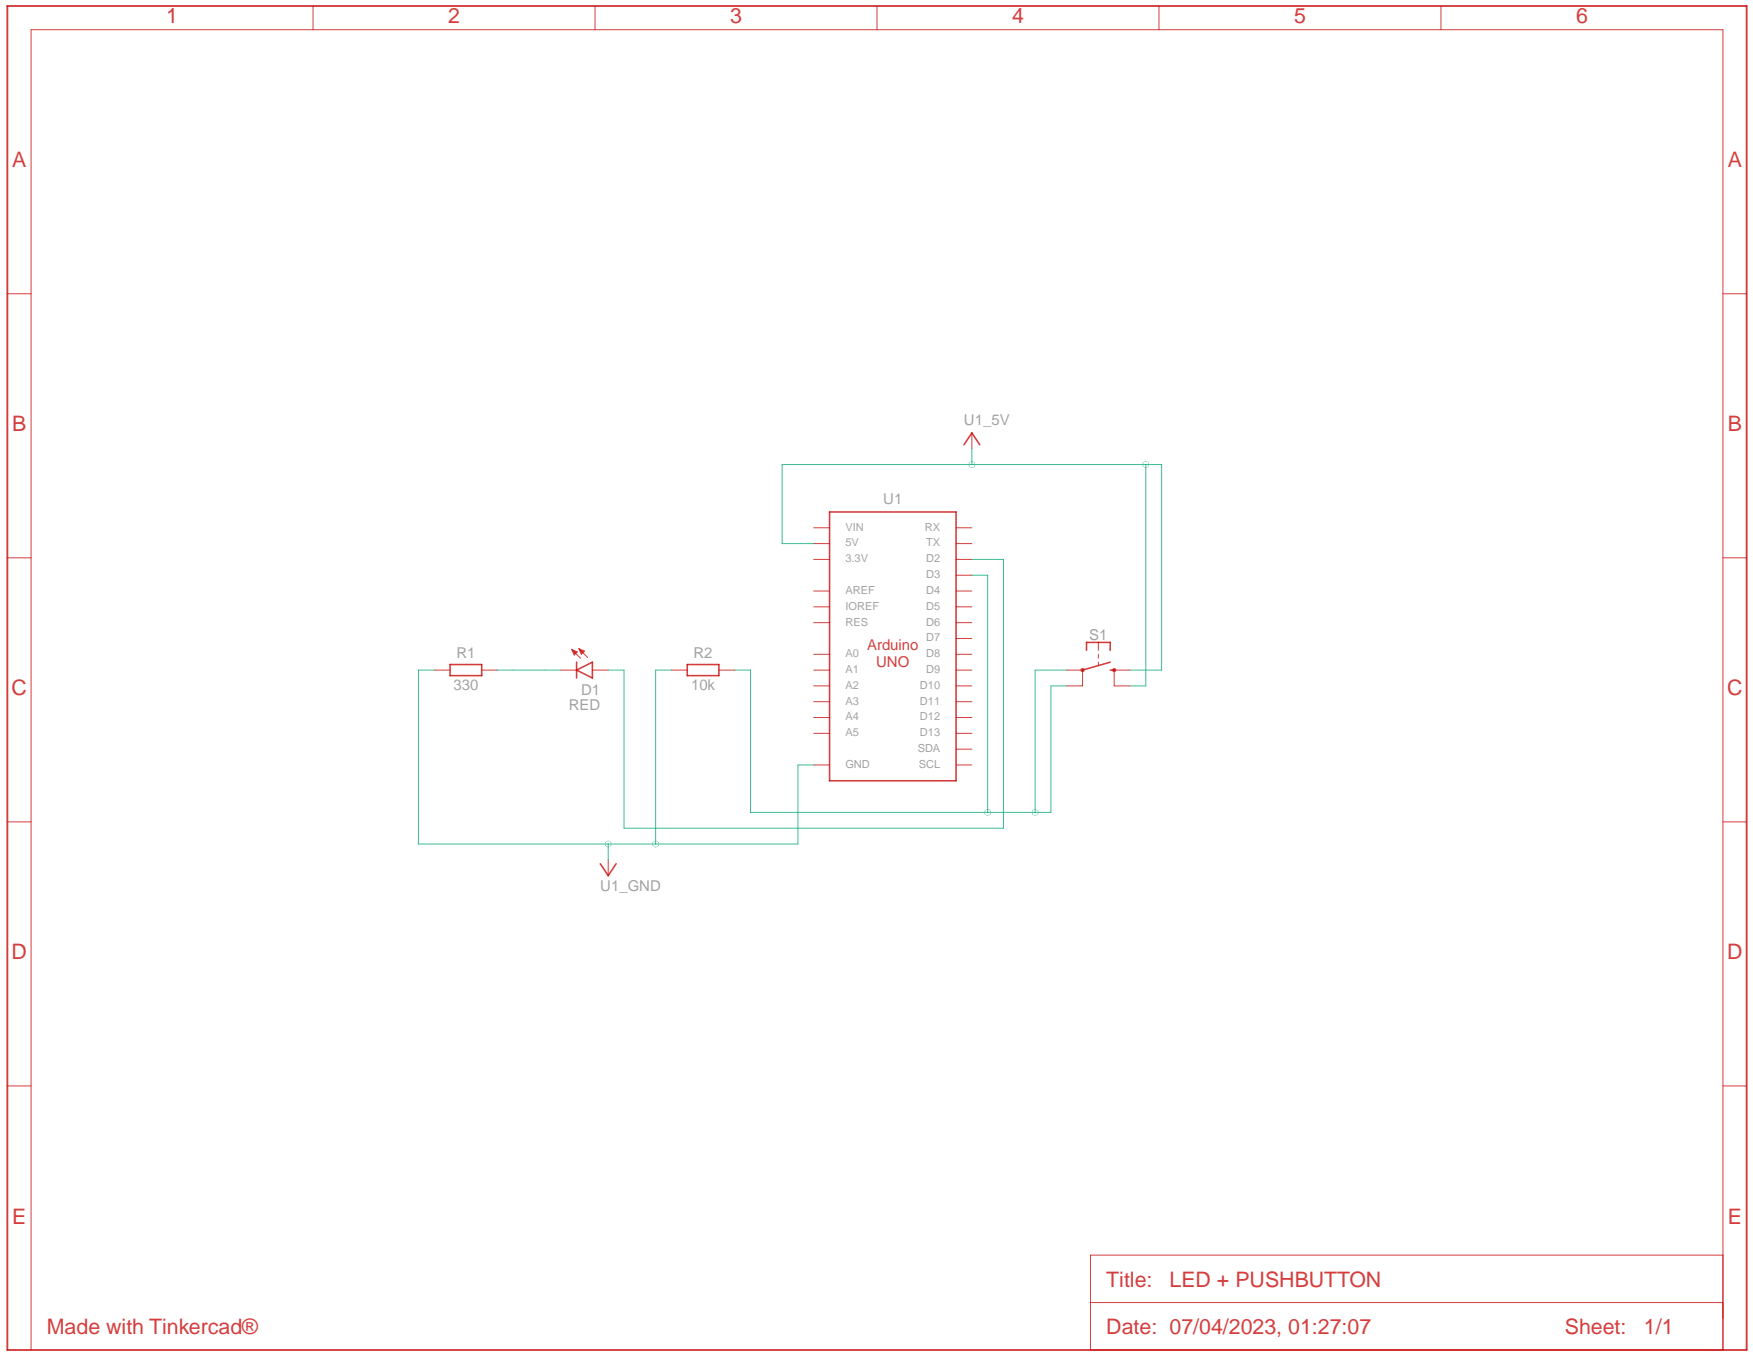 1 2 3 4 5 6
A A
U1_5V
B B
U1
VIN RX
5V TX
3.3V D2
D3
AREF D4
IOREF D5
RES D6
D7
Arduino
UNO
A0 D8
A1 D9
A2 D10
A3 D11
A4 D12
A5 D13
SDA
GND SCL
R1
330
D1
RED
R2
10k
S1
C C
U1_GND
D D
E E
Title: LED + PUSHBUTTON
Made with Tinkercad®
Date: 07/04/2023, 01:27:07 Sheet: 1/1